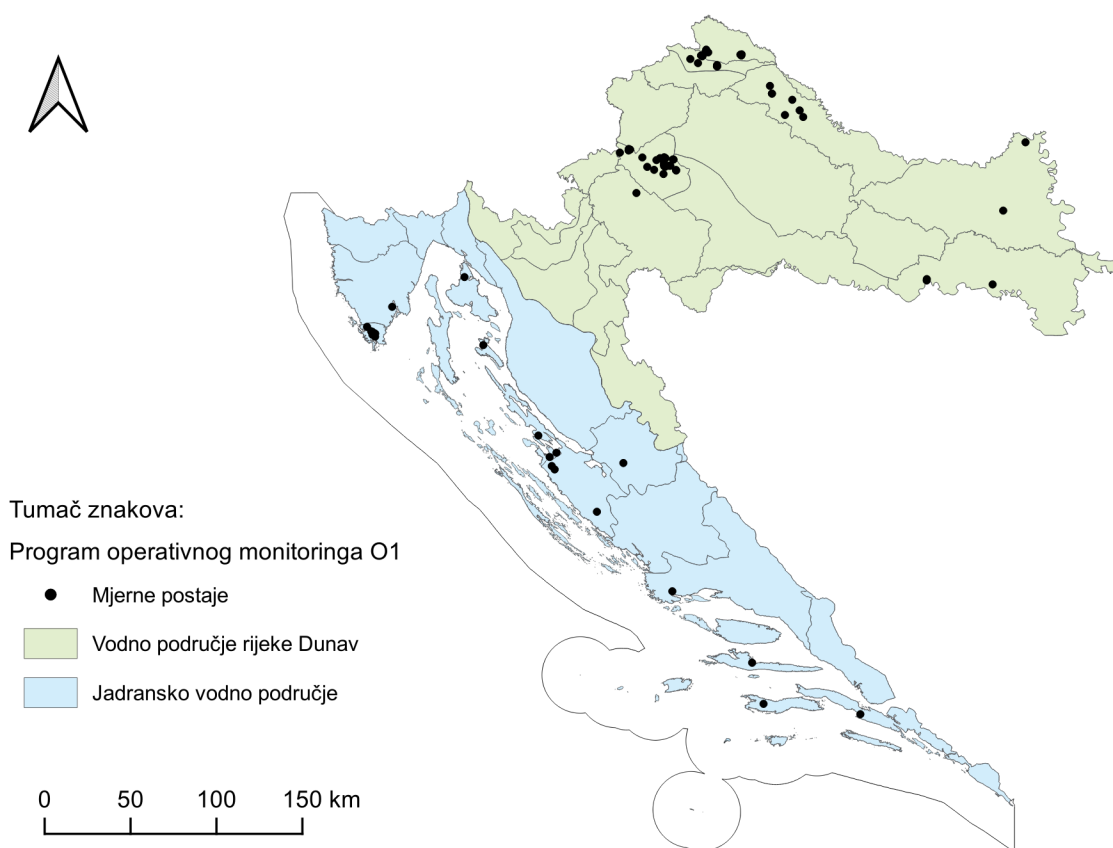 Tumač znakova:
Program operativnog monitoringa O1
Mjerne postaje
Vodno područje rijeke Dunav
Jadransko vodno područje
0 50 100 150 km